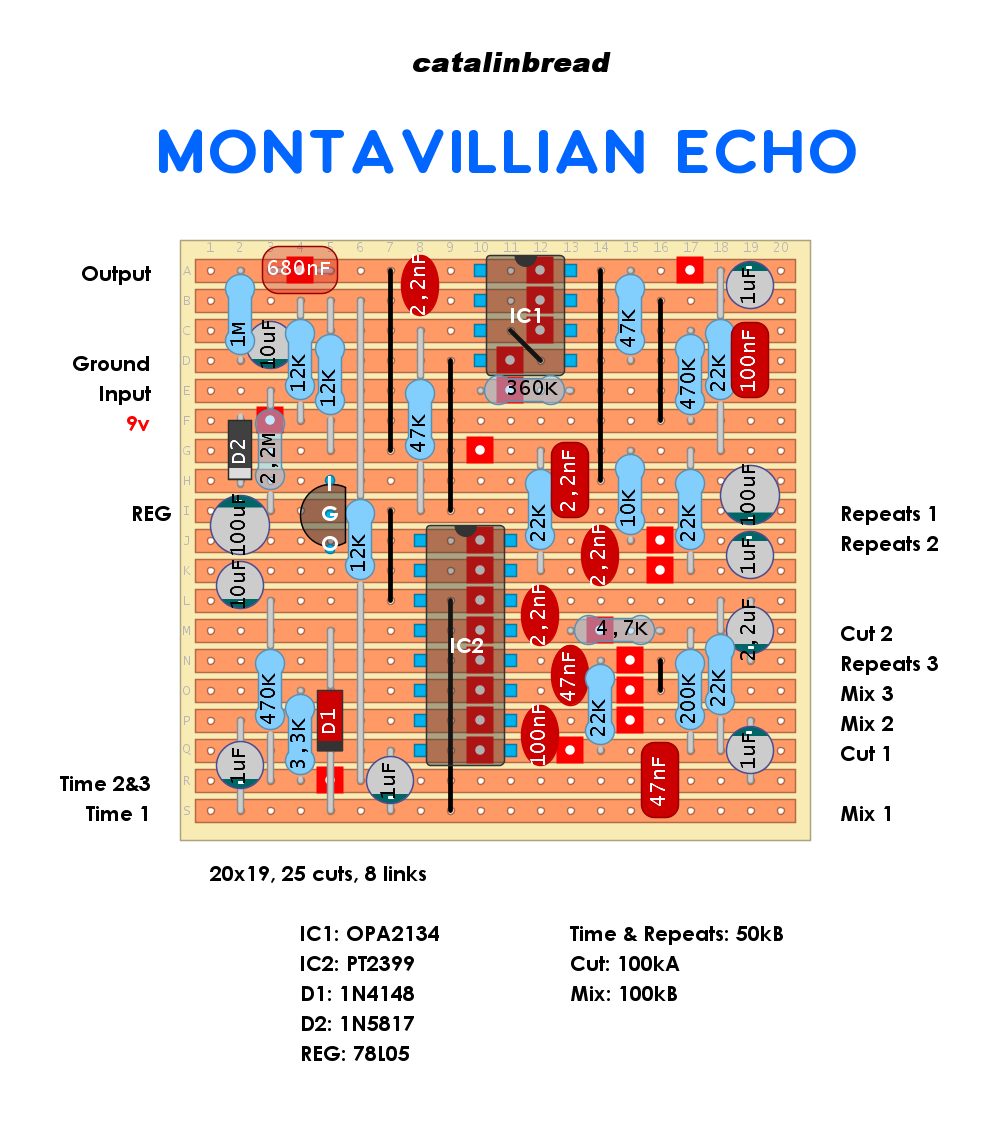 catalinbread
MONTAVILLIAN ECHO
1 2 3 4 5 6 7 8 9 10 11 12 13 14 15 16 17 18 19 20
Output
A
680nF
2,2nF
1uF
B
IC1
47K
1M
10uF
C
12K
12K
470K
22K
100nF
Ground
D
Input
E
360K
9v
F
47K
D2
2,2M
G
2,2nF
H
I
100uF
10K
22K
22K
100uF
REG
I
G
Repeats 1
O
12K
J
2,2nF
1uF
Repeats 2
10uF
K
L
2,2nF
M
4,7K
2,2uF
Cut 2
IC2
N
47nF
Repeats 3
470K
O
200K
22K
Mix 3
3,3K
D1
P
22K
100nF
Mix 2
1uF
Q
1uF
Cut 1
Time 2&3
R
1uF
47nF
Time 1
S
Mix 1
20x19, 25 cuts, 8 links
IC1: OPA2134
IC2: PT2399
D1: 1N4148
D2: 1N5817
REG: 78L05
Time & Repeats: 50kB
Cut: 100kA
Mix: 100kB